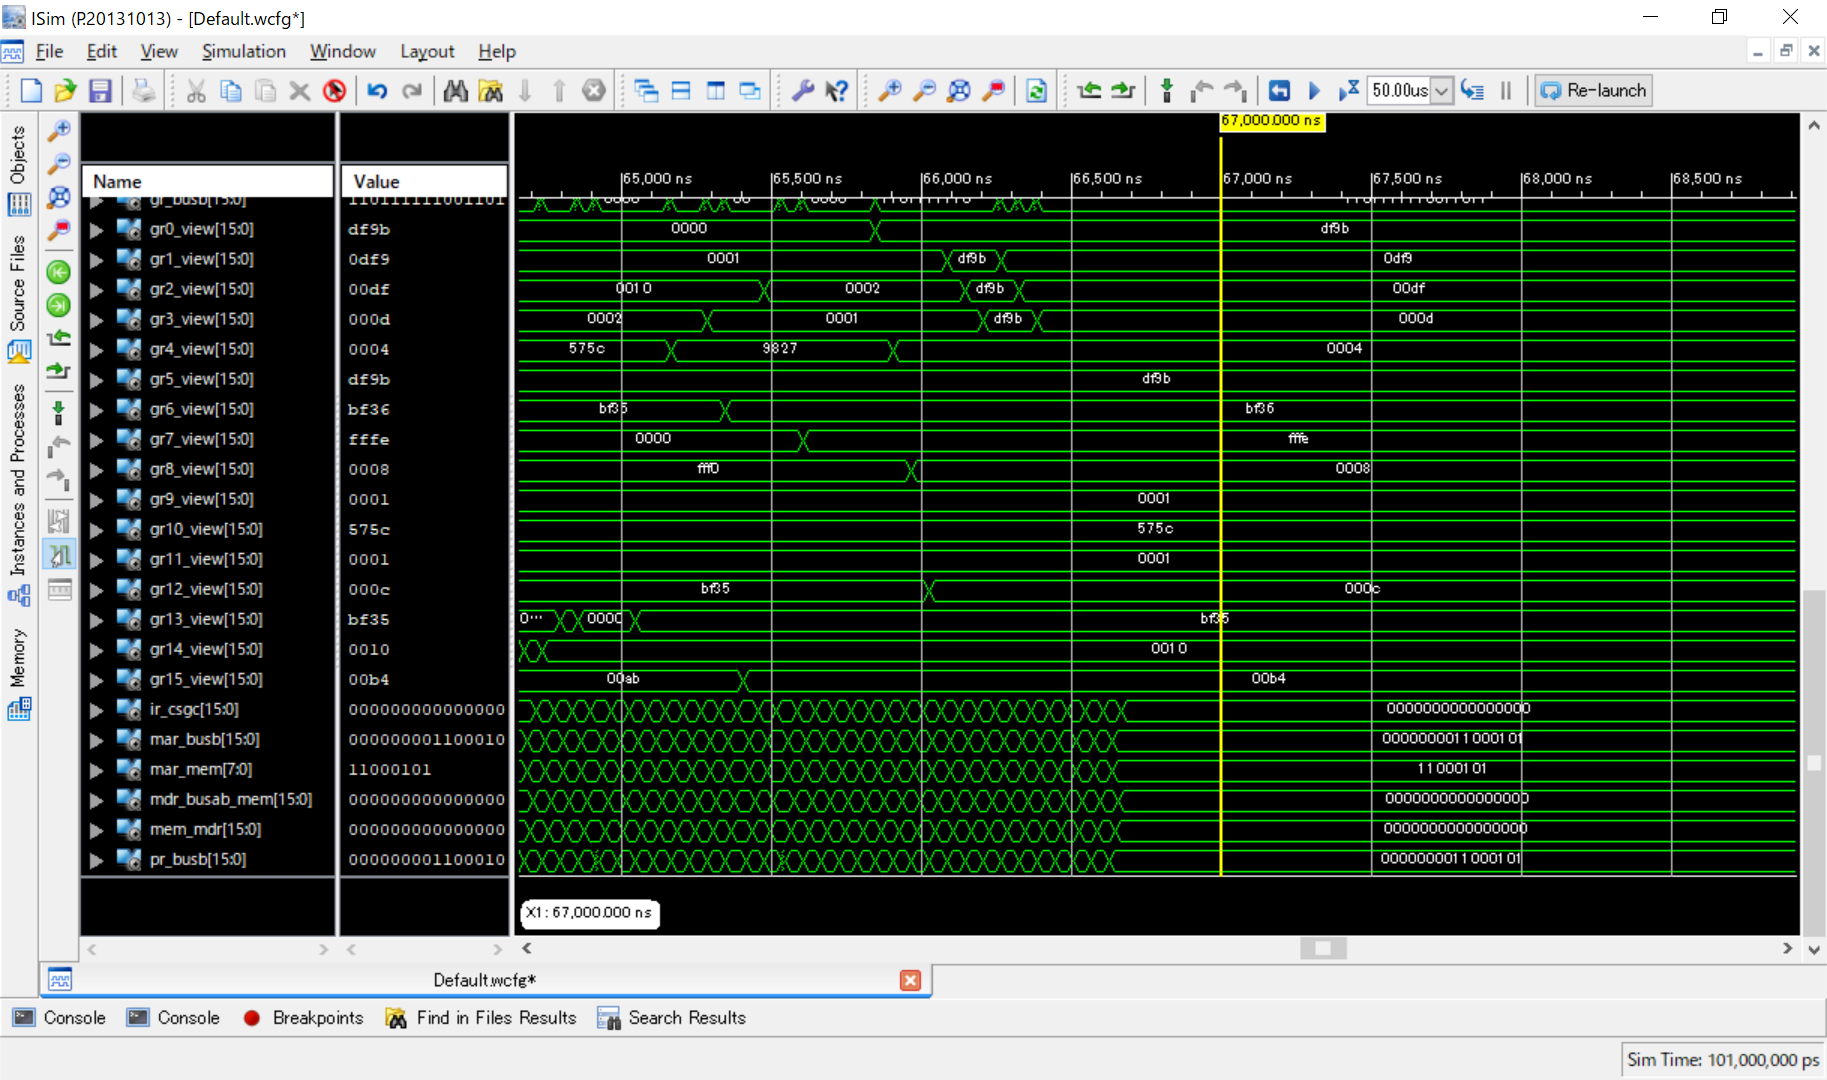 ISim (P.20131013) - [Default.wcfg*]
File Edit View Simulation Window Layout Help
50.00us Re-launch
67,000.000 ns
Name Value
65,000 ns 65,500 ns 66,000 ns 66,500 ns 67,000 ns 67,500 ns 68,000 ns 68,500 ns
gr_busb[15:0] 1101111110011011
gr0_view[15:0] df9b 0000 df9b
gr1_view[15:0] 0df9 0001 df9b 0df9
gr2_view[15:0] 00df 0010 0002 df9b 00df
gr3_view[15:0] 000d 0002 0001 df9b 000d
gr4_view[15:0] 0004 575c 9827 0004
gr5_view[15:0] df9b df9b
gr6_view[15:0] bf36 bf35 bf36
gr7_view[15:0] fffe 0000 fffe
gr8_view[15:0] 0008 fff0 0008
gr9_view[15:0] 0001 0001
gr10_view[15:0] 575c 575c
gr11_view[15:0] 0001 0001
gr12_view[15:0] 000c bf35 000c
gr13_view[15:0] bf35 0··· 0000 bf35
gr14_view[15:0] 0010 0010
gr15_view[15:0] 00b4 00ab 00b4
ir_csgc[15:0] 000000000000000 0000000000000000
mar_busb[15:0] 000000001100010 0000000011000101
mar_mem[7:0] 11000101 11000101
mdr_busab_mem[15:0] 000000000000000 0000000000000000
mem_mdr[15:0] 000000000000000 0000000000000000
pr_busb[15:0] 000000001100010 0000000011000101
X1: 67,000.000 ns
Objects
Source Files
Instances and Processes
Memory
Default.wcfg*
Console Console Breakpoints Find in Files Results Search Results
Sim Time: 101,000,000 ps